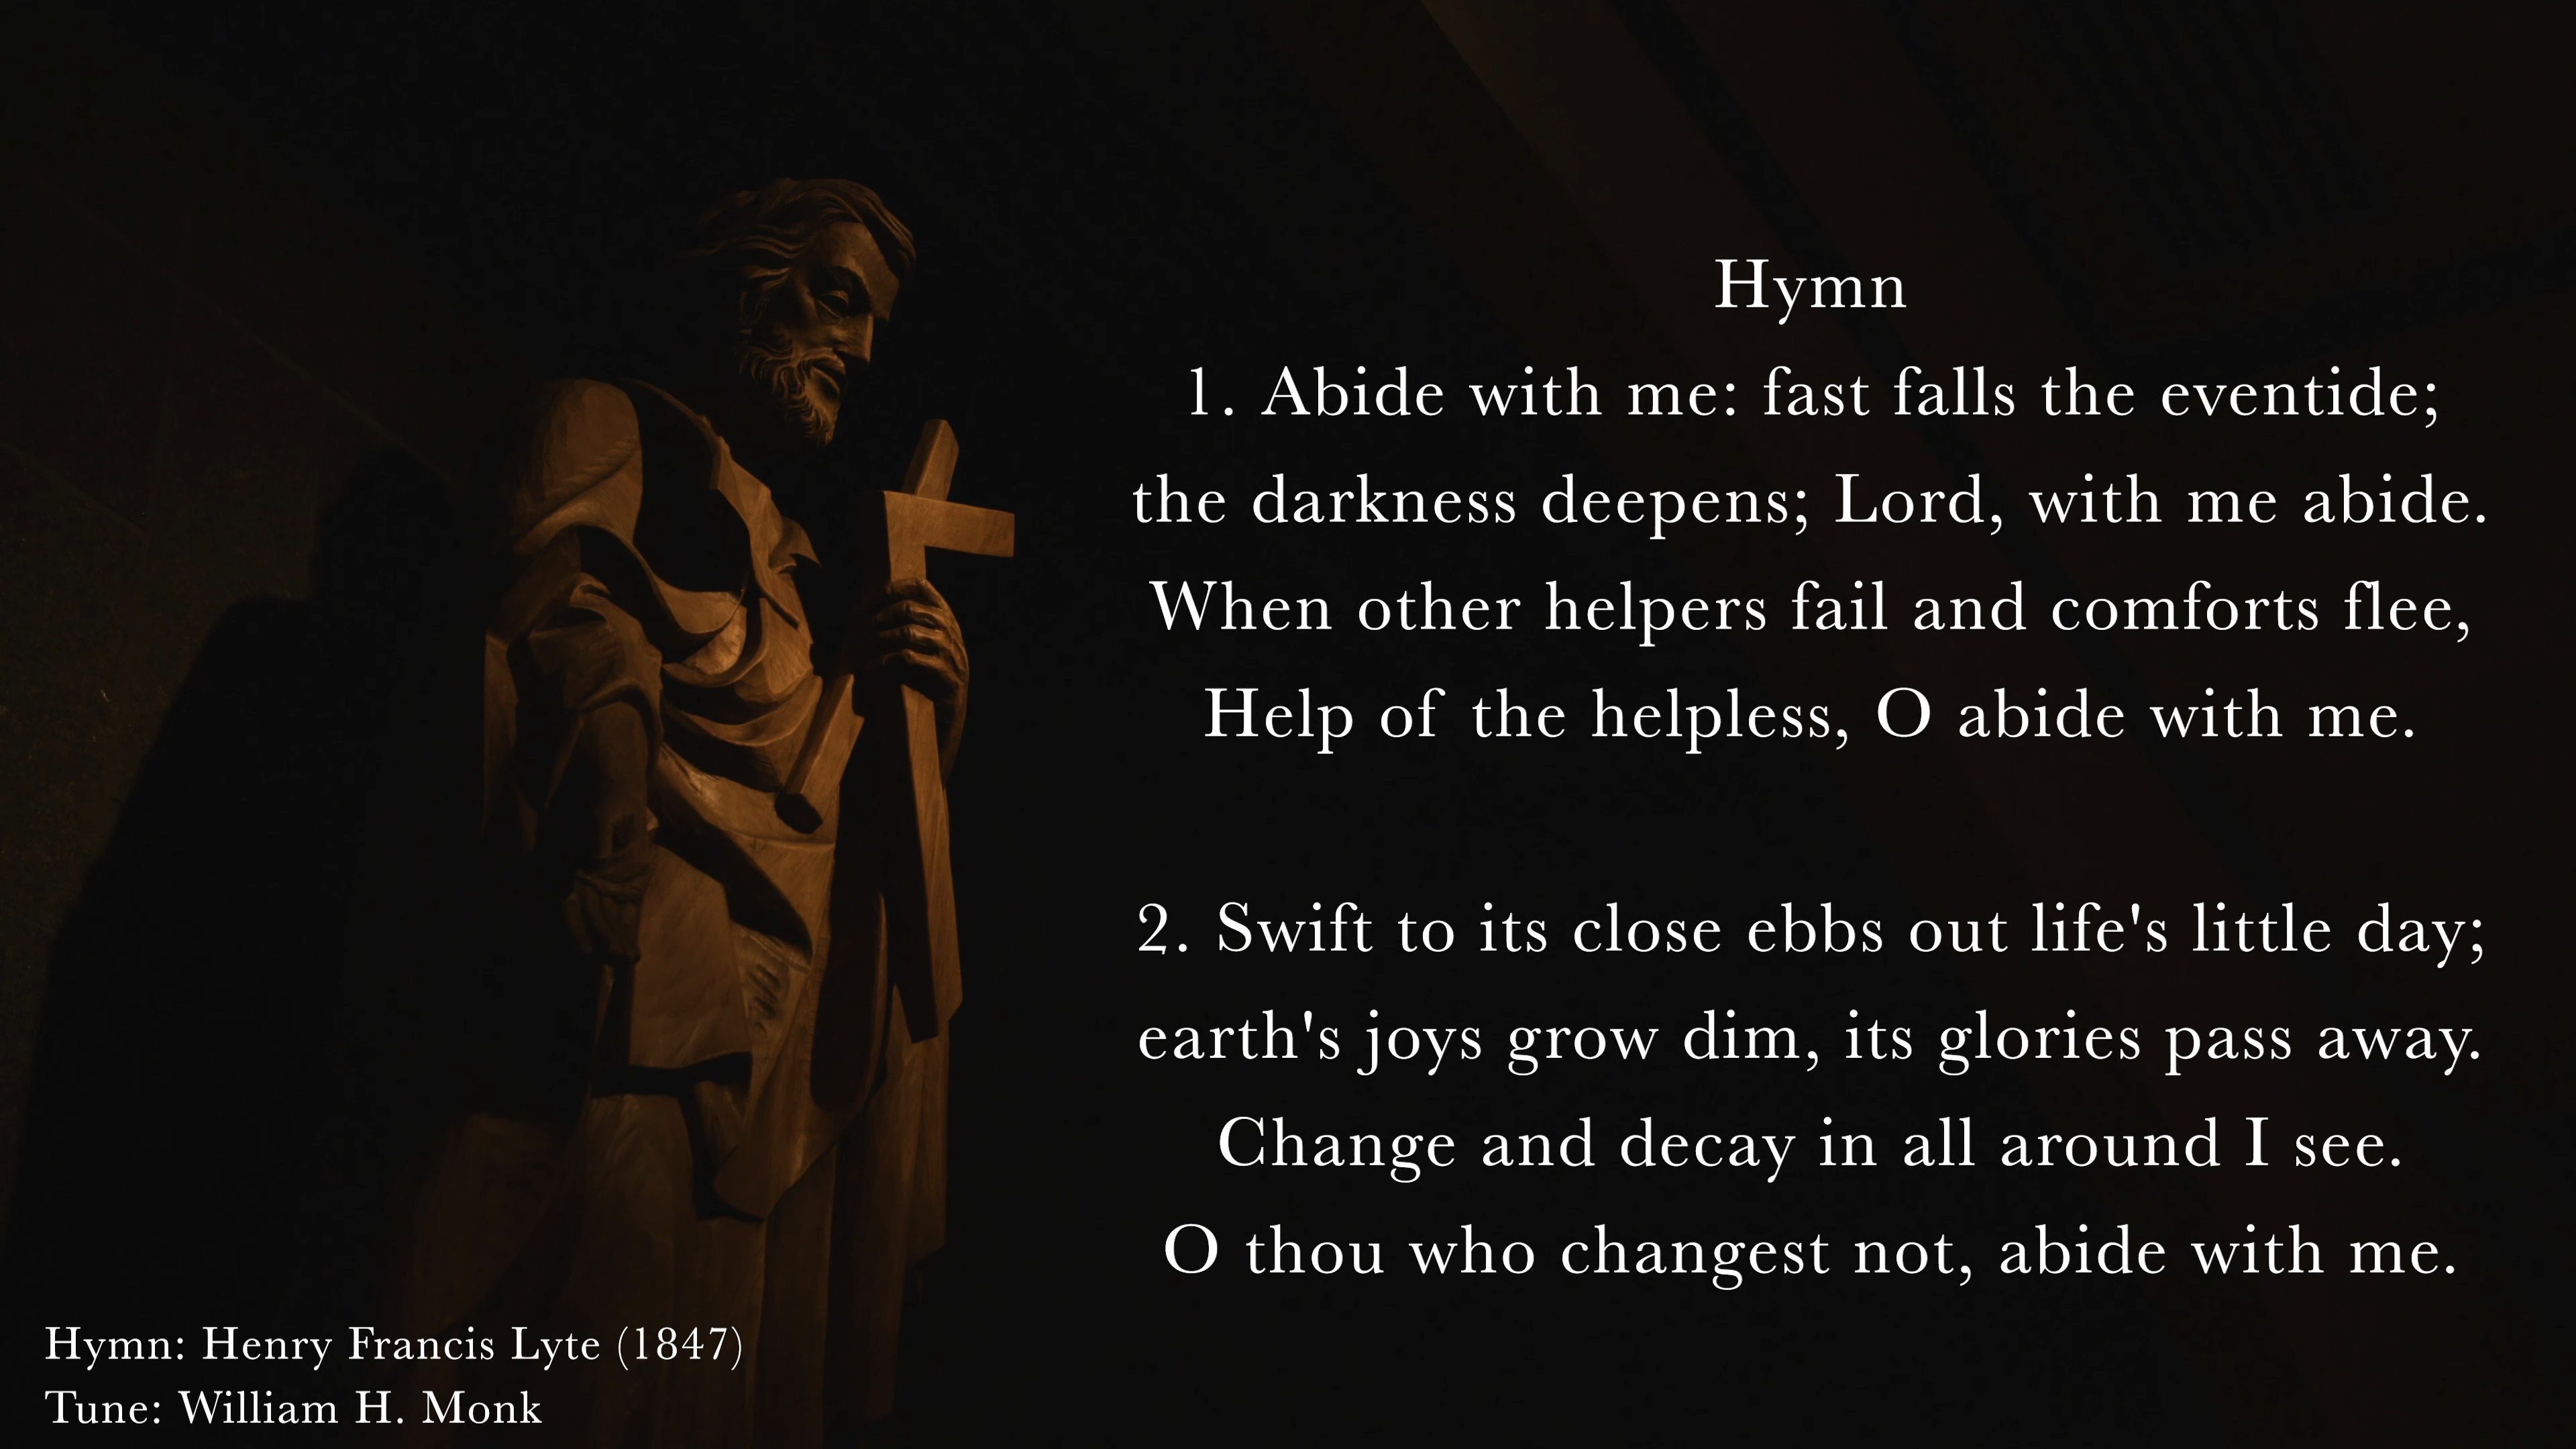 Hymn
1. Abide with me: fast falls the eventide;
the darkness deepens; Lord, with me abide.
When other helpers fail and comforts flee,
Help of the helpless, O abide with me.
2. Swift to its close ebbs out life's little day;
earth's joys grow dim, its glories pass away.
Change and decay in all around I see.
O thou who changest not, abide with me.
Hymn: Henry Francis Lyte (1847)
Tune: William H. Monk